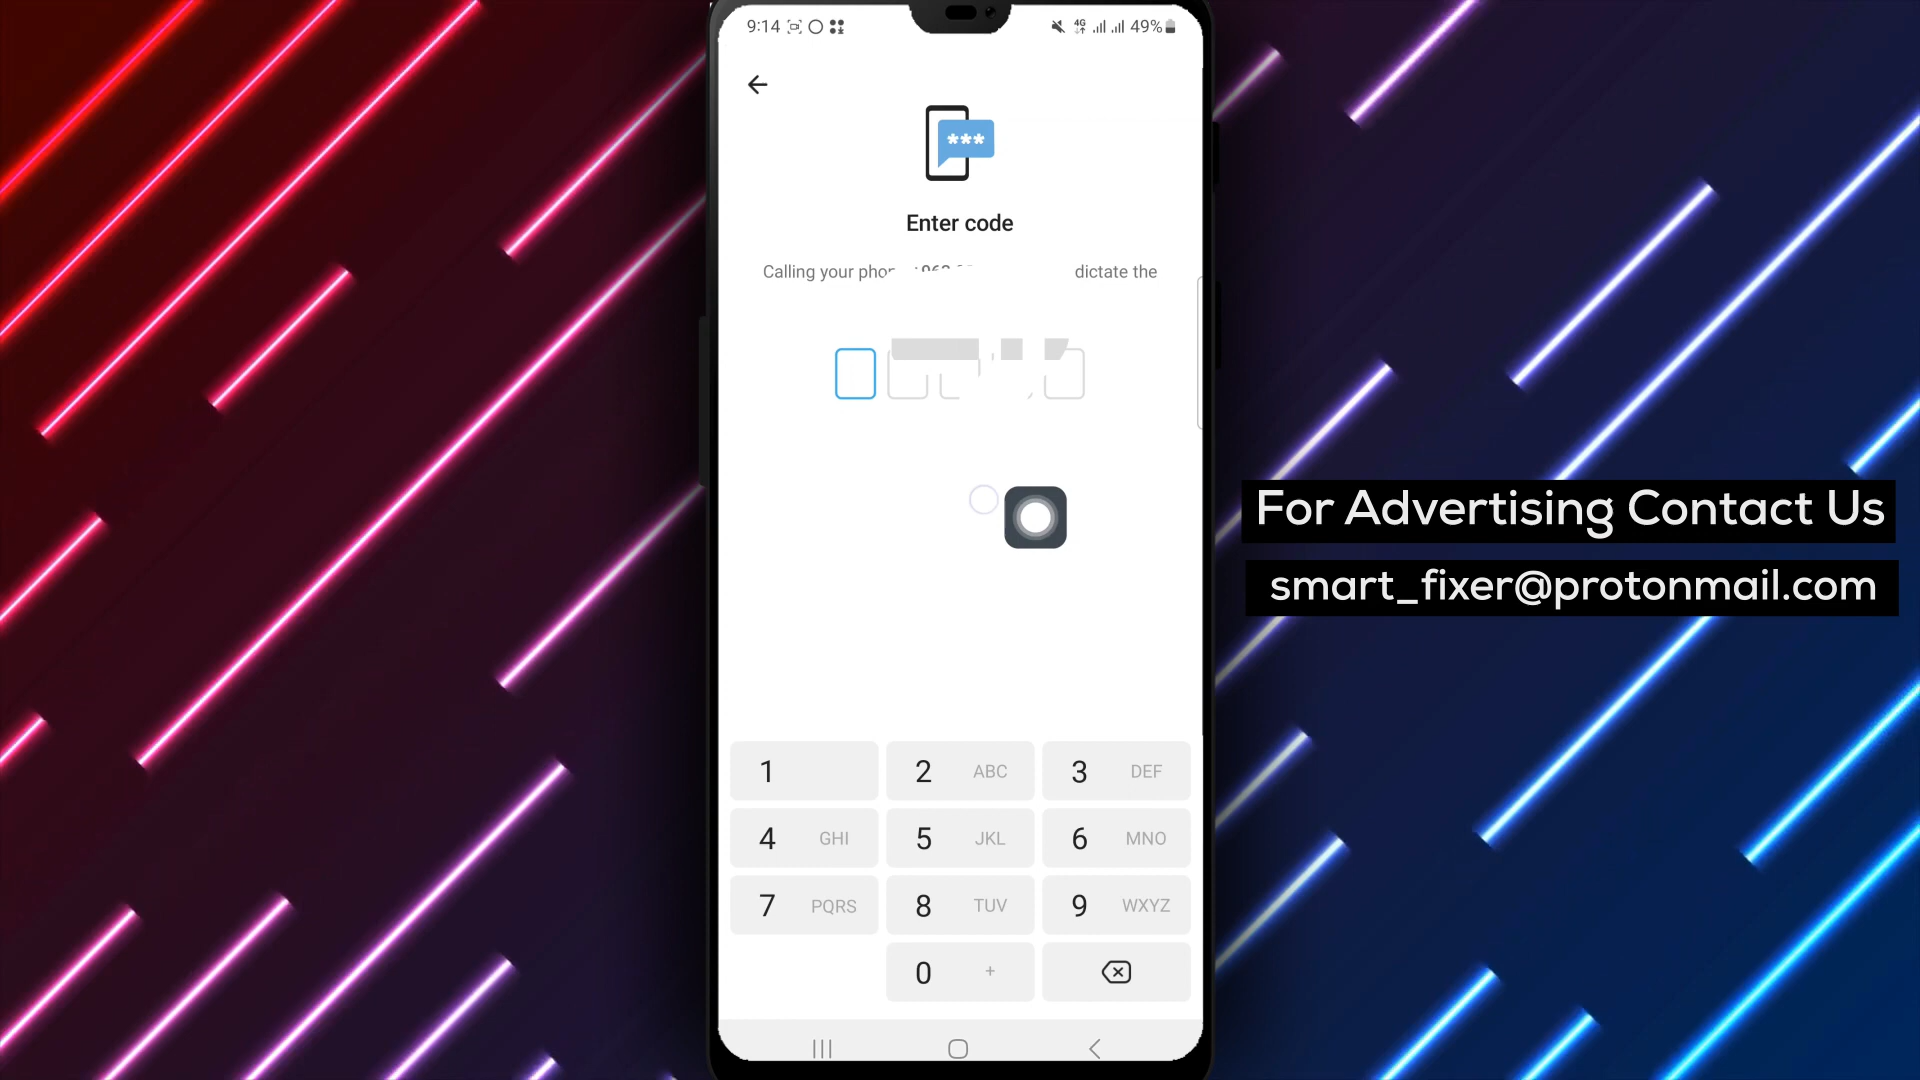 9:14 4G 49%
***
Enter code
Calling your dictate the
For Advertising Contact Us
smart_fixer@protonmail.com
1 2 ABC 3 DEF
4 GHI 5 JKL 6 MNO
7 PQRS 8 TUV 9 WXYZ
0 +